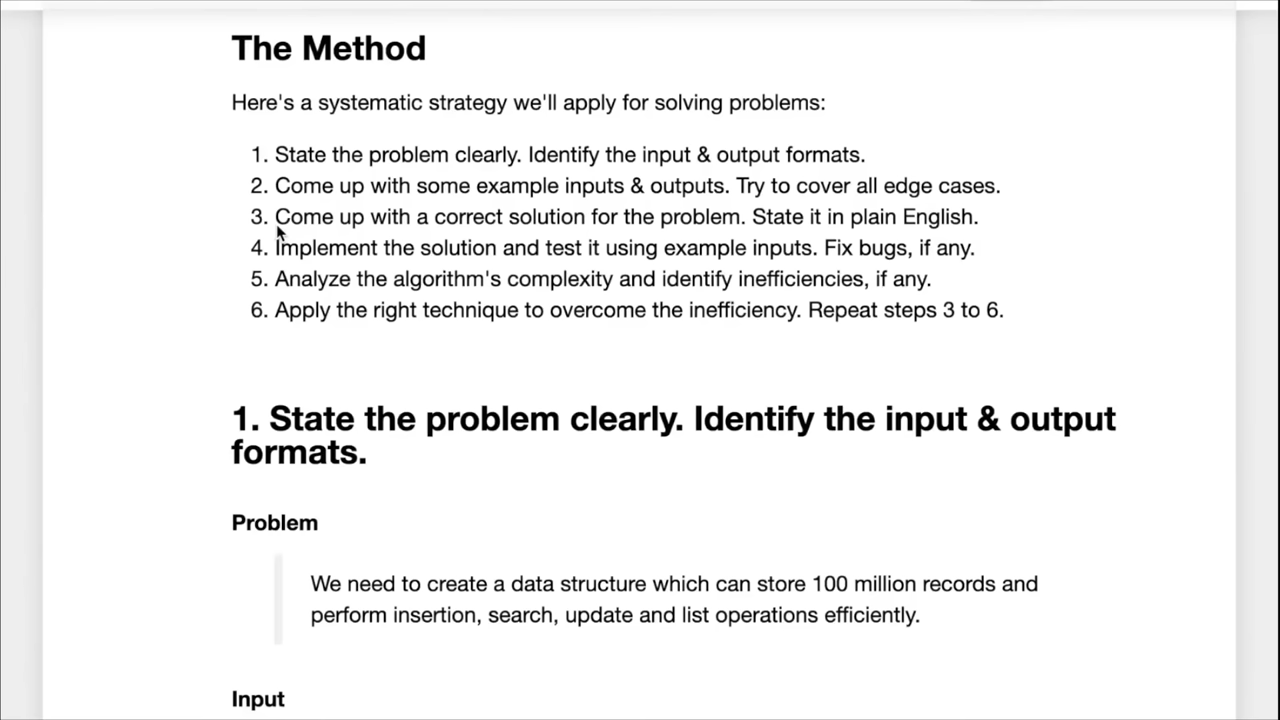 The Method
Here's a systematic strategy we'll apply for solving problems:
1. State the problem clearly. Identify the input & output formats.
2. Come up with some example inputs & outputs. Try to cover all edge cases.
3. Come up with a correct solution for the problem. State it in plain English.
4. Implement the solution and test it using example inputs. Fix bugs, if any.
5. Analyze the algorithm's complexity and identify inefficiencies, if any.
6. Apply the right technique to overcome the inefficiency. Repeat steps 3 to 6.
1. State the problem clearly. Identify the input & output
formats.
Problem
We need to create a data structure which can store 100 million records and
perform insertion, search, update and list operations efficiently.
Input